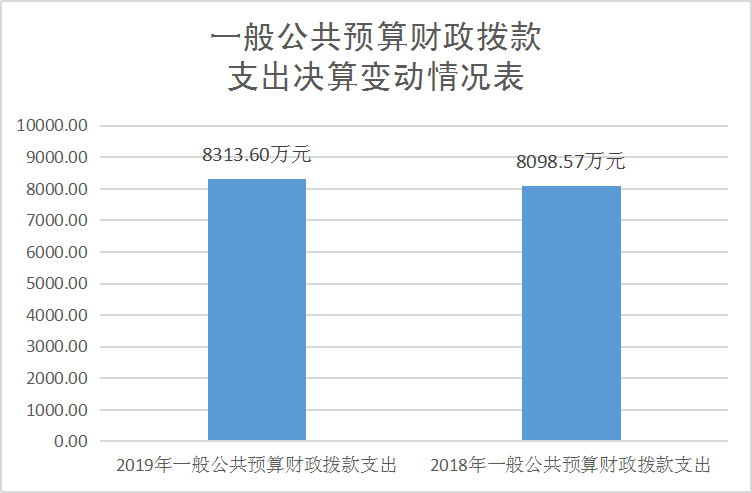 一般公共预算财政拨款
支出决算变动情况表
10000.00
9000.00
8000.00
7000.00
6000.00
5000.00
4000.00
3000.00
2000.00
1000.00
0.00
8313.60万元
8098.57万元
2019年一般公共预算财政拨款支出
2018年一般公共预算财政拨款支出